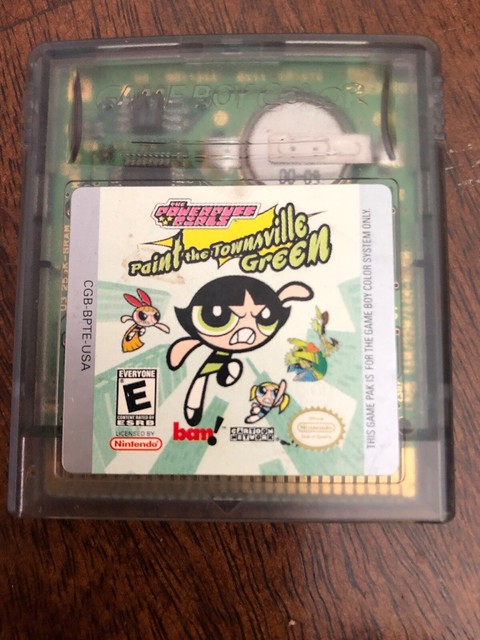 GAME BOY COLOR
THE
POWERPUFF
GIRLS
Paint the Townsville
GREEN
CGB-BPTE-USA
EVERYONE
E
CONTENT RATED BY
ESRB
LICENSED BY
Nintendo
bam!
CARTOON
NETWORK
Nintendo
THIS GAME PAK IS FOR THE GAME BOY COLOR SYSTEM ONLY.